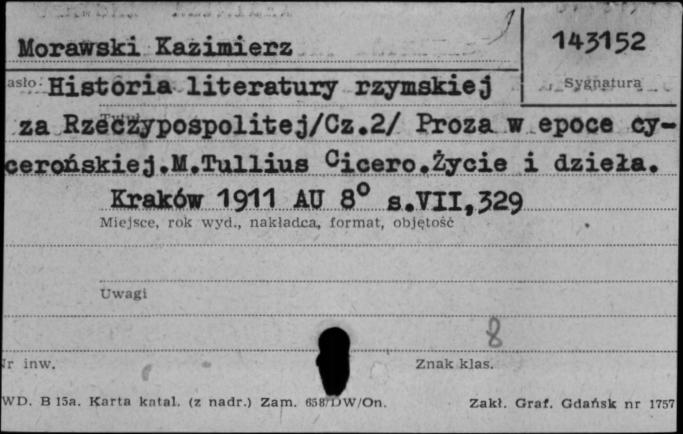 Morawski Kazimierz
143152
asło
Sygnatura
Historia literatury rzymskiej
Tytuł
za Rzeczypospolitej/Cz.2/ Proza w epoce cy-
cerońskiej.M.Tullius Cicero.Życie i dzieła.
Kraków 1911 AU 8° s.VII,329
Miejsce, rok wyd., nakładca, format, objętość
Uwagi
8
Nr inw.
Znak klas.
WD. B 15a. Karta katal. (z nadr.) Zam. 658/DW/On.
Zakł. Graf. Gdańsk nr 1757